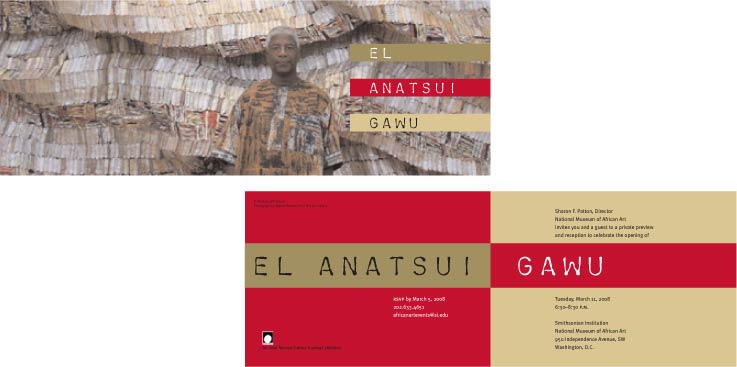 EL
ANATSUI
GAWU
EL ANATSUI
RSVP by March 5, 2008
202.633.4651
africanartevents@si.edu
Sharon F. Patton, Director
National Museum of African Art
invites you and a guest to a private preview
and reception to celebrate the opening of
GAWU
Tuesday, March 11, 2008
6:30–8:30 P.M.
Smithsonian Institution
National Museum of African Art
950 Independence Avenue, SW
Washington, D.C.